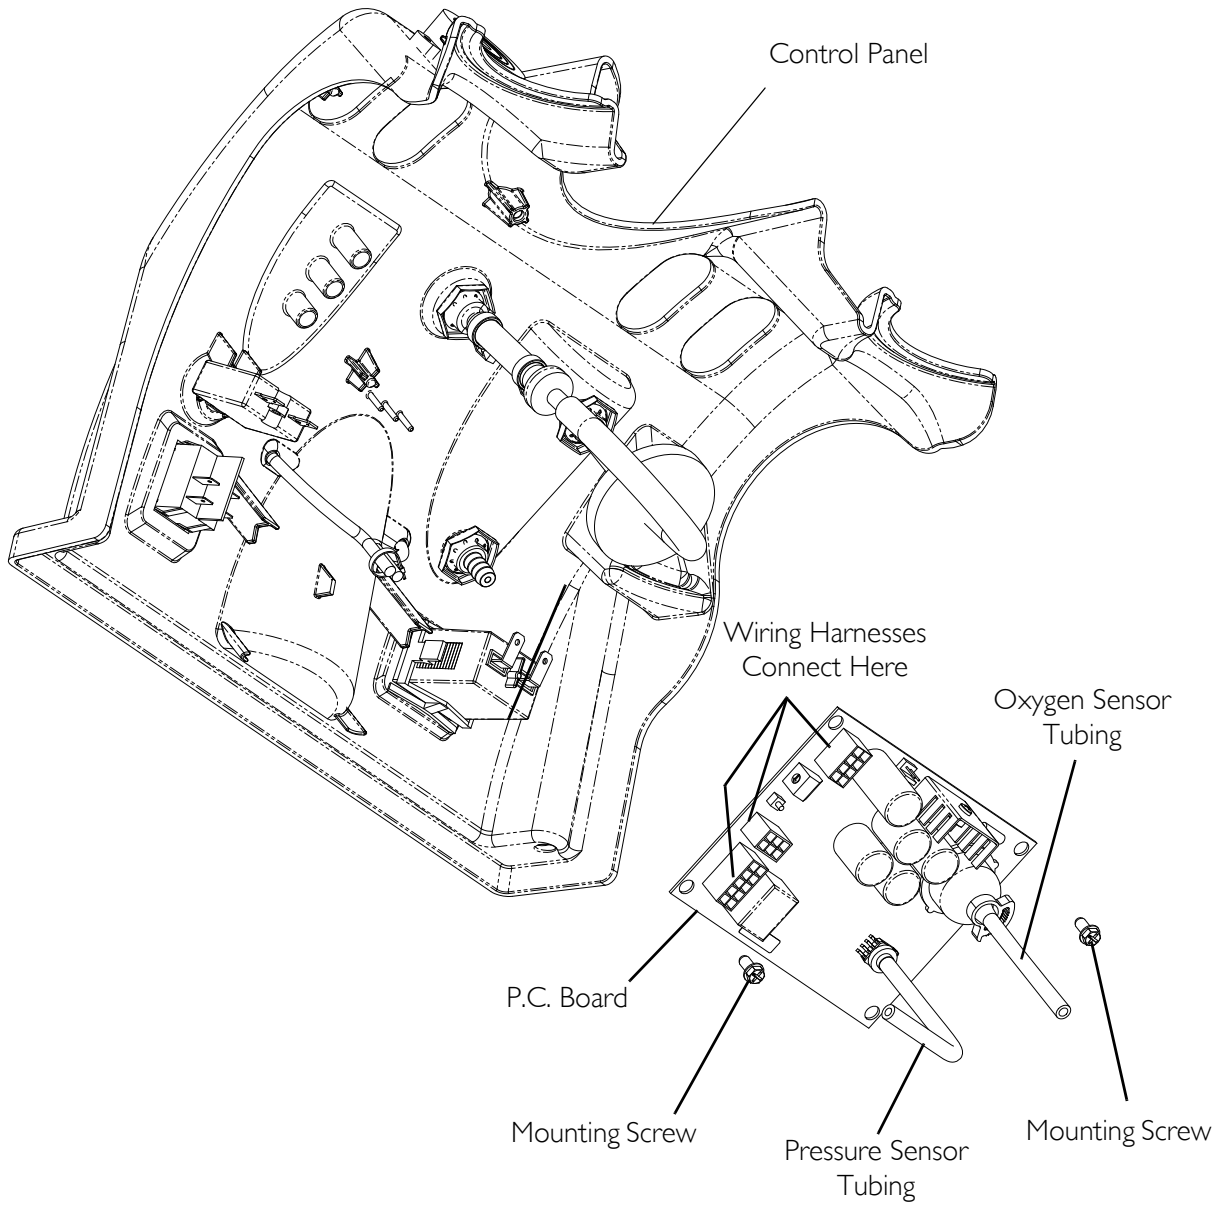 Control Panel
Wiring Harnesses
Connect Here
Oxygen Sensor
Tubing
P.C. Board
Mounting Screw
Pressure Sensor
Tubing
Mounting Screw